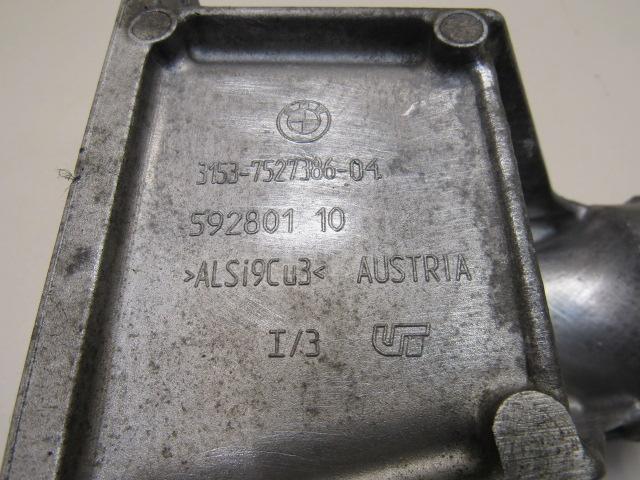 3153-7527386-04
592801 10
>ALSi9Cu3< AUSTRIA
I/3